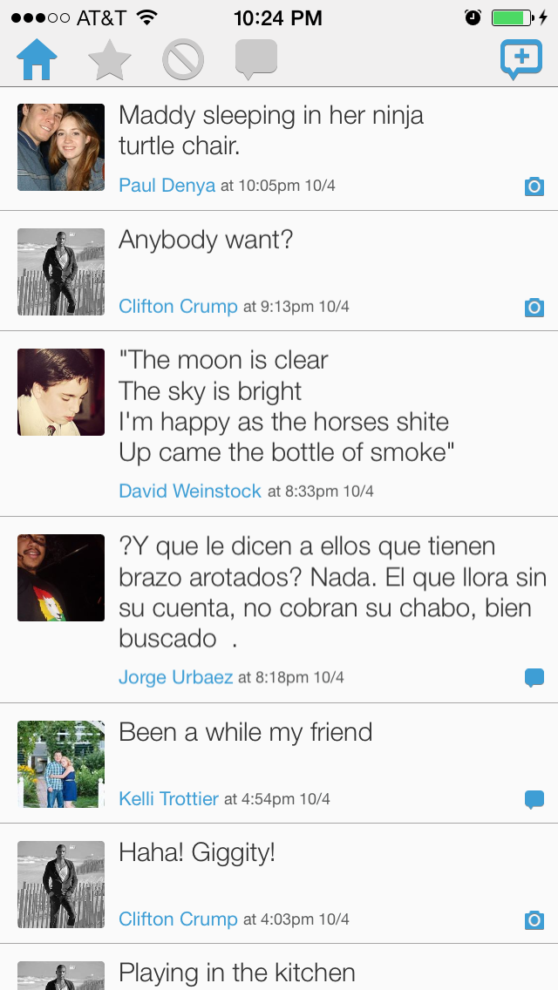 AT&T 10:24 PM
Maddy sleeping in her ninja
turtle chair.
Paul Denya at 10:05pm 10/4
Anybody want?
Clifton Crump at 9:13pm 10/4
"The moon is clear
The sky is bright
I'm happy as the horses shite
Up came the bottle of smoke"
David Weinstock at 8:33pm 10/4
?Y que le dicen a ellos que tienen
brazo arotados? Nada. El que llora sin
su cuenta, no cobran su chabo, bien
buscado .
Jorge Urbaez at 8:18pm 10/4
Been a while my friend
Kelli Trottier at 4:54pm 10/4
Haha! Giggity!
Clifton Crump at 4:03pm 10/4
Playing in the kitchen